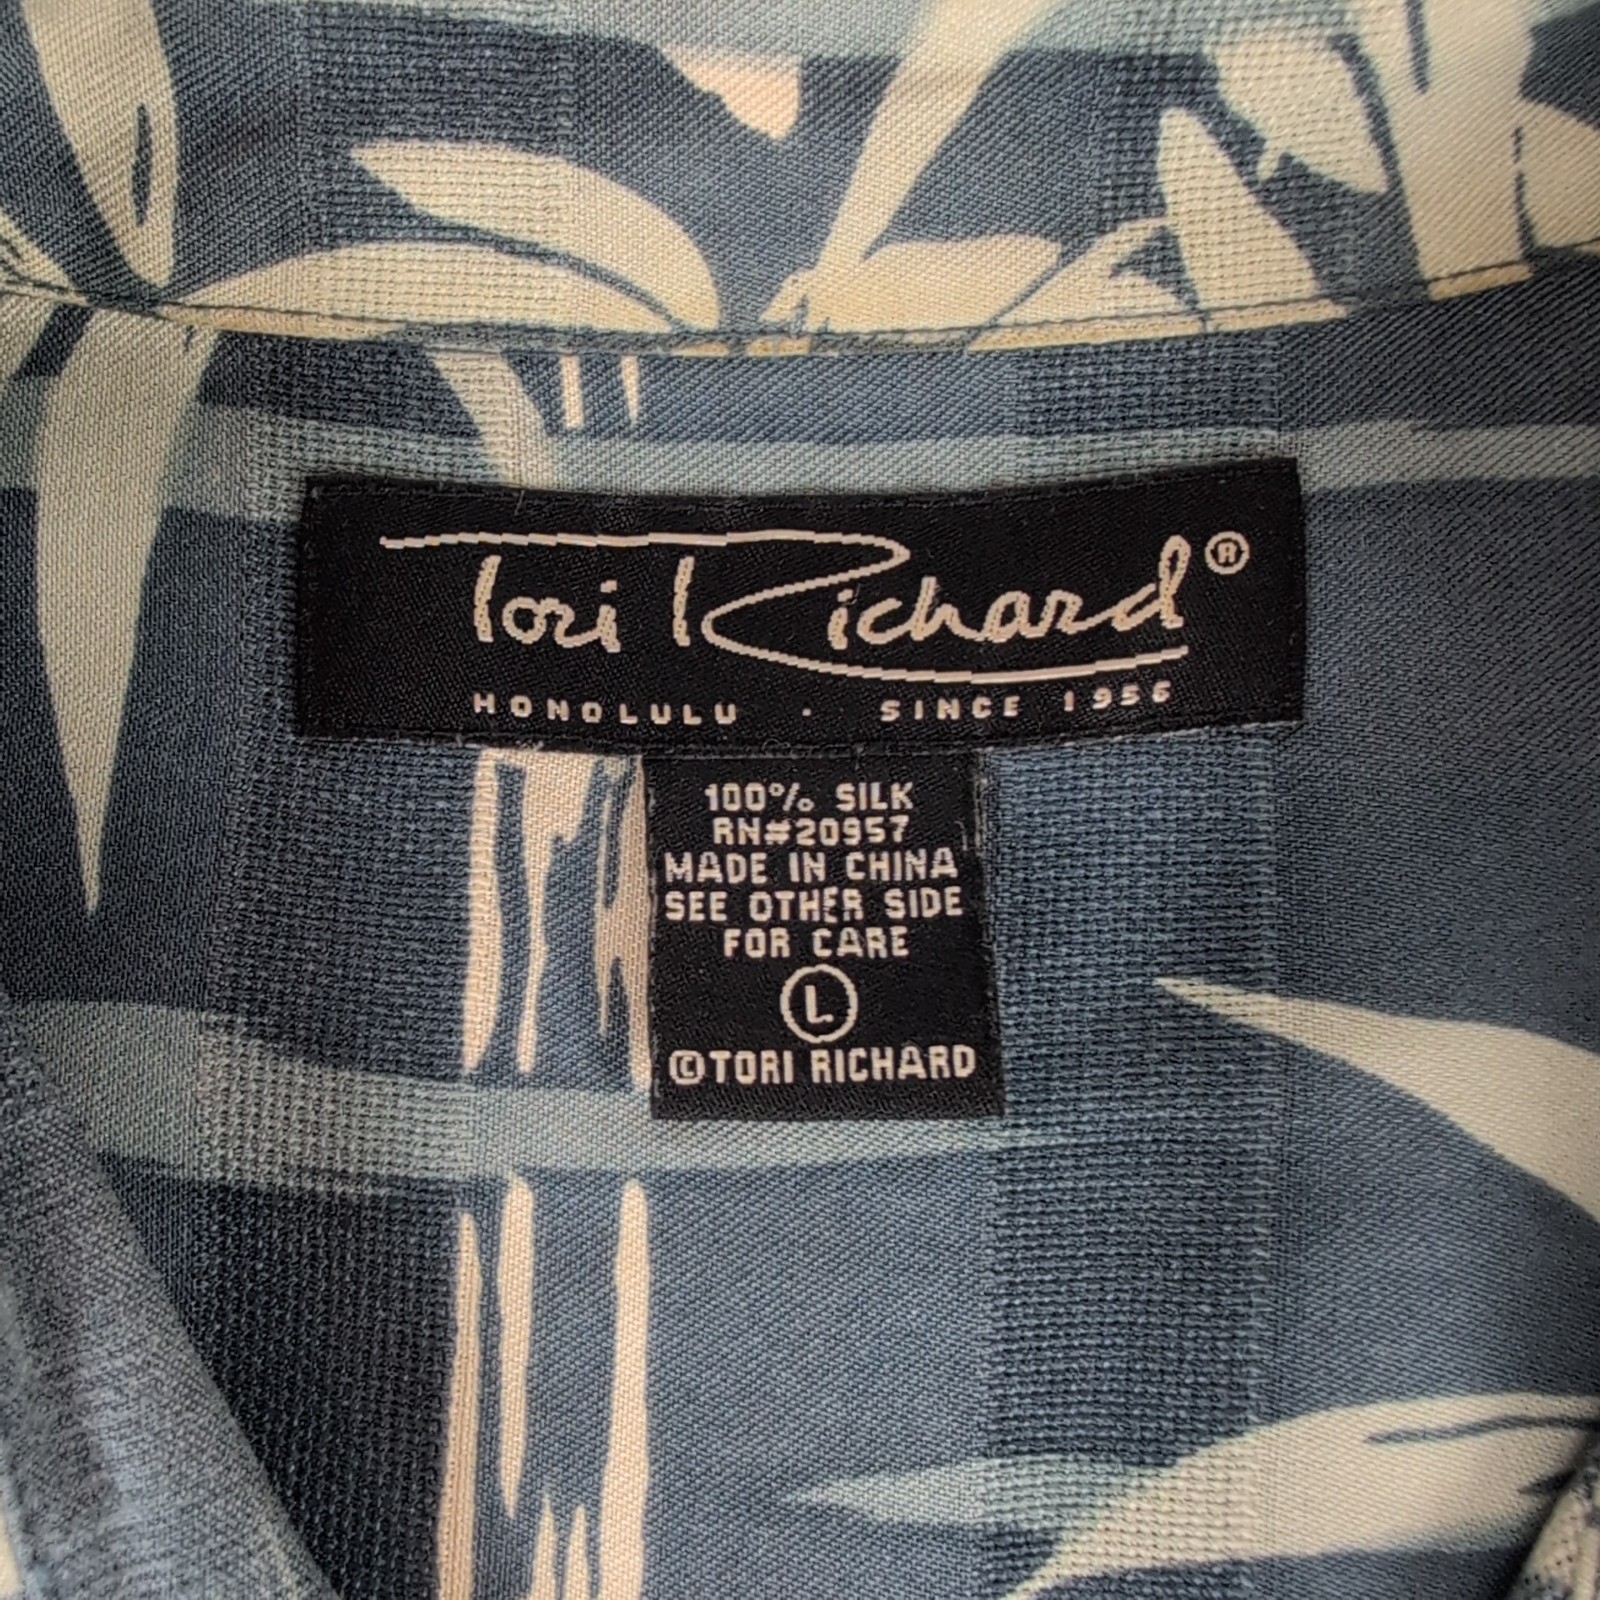 Tori Richard®
HONOLULU · SINCE 1956
100% SILK
RN#20957
MADE IN CHINA
SEE OTHER SIDE
FOR CARE
L
©TORI RICHARD